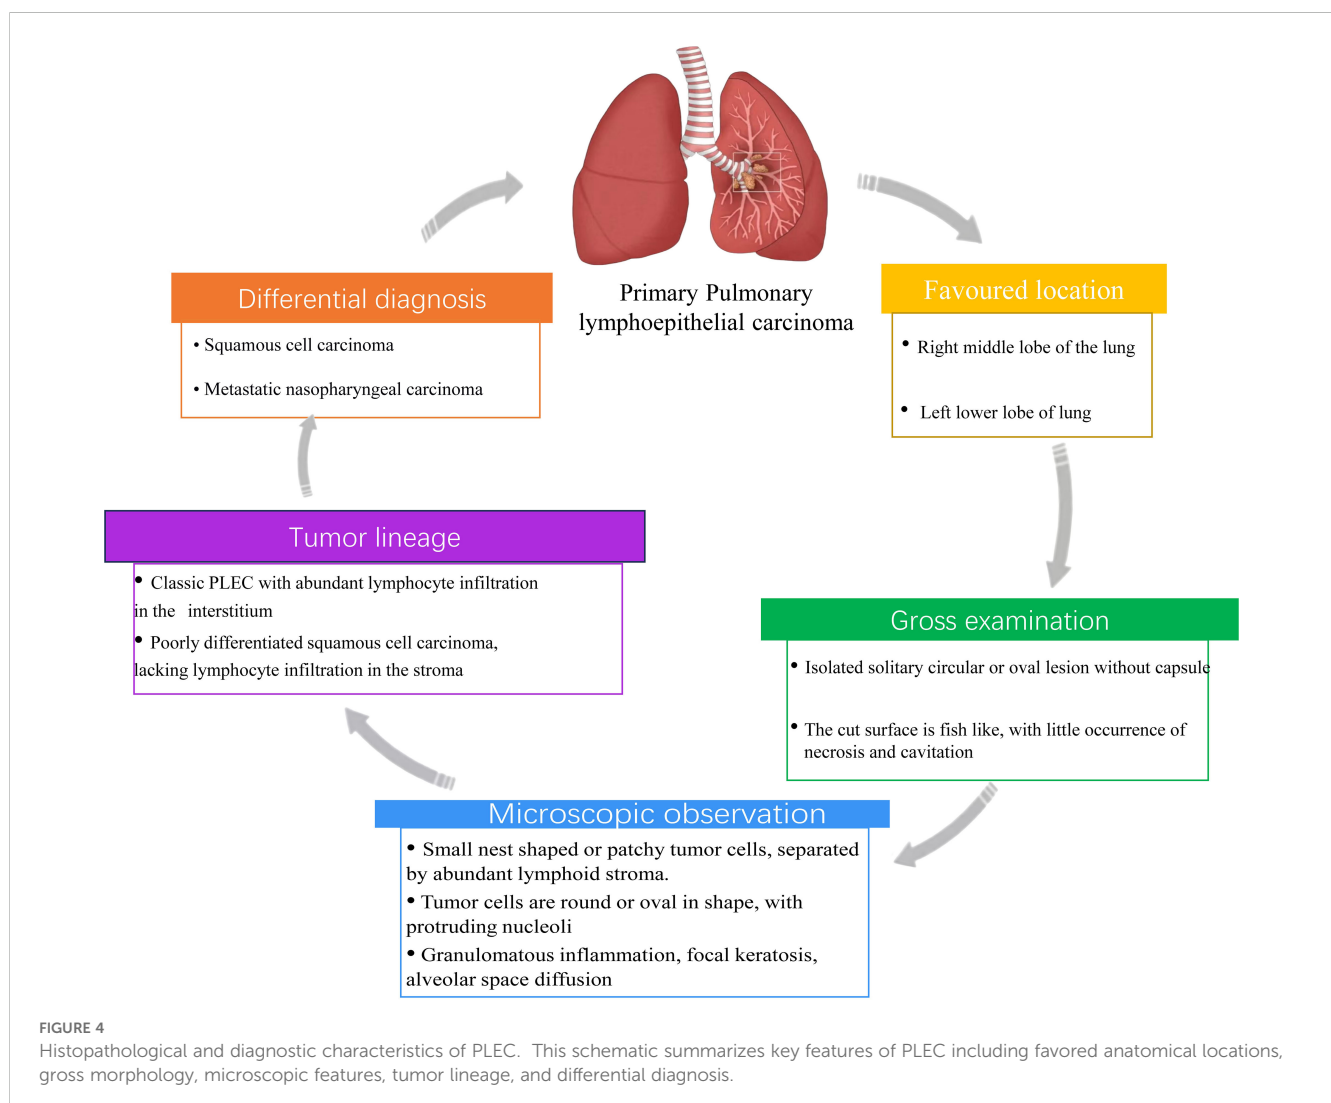 Primary Pulmonary
lymphoepithelial carcinoma
Favoured location
• Right middle lobe of the lung
• Left lower lobe of lung
Gross examination
• Isolated solitary circular or oval lesion without capsule
• The cut surface is fish like, with little occurrence of
necrosis and cavitation
Microscopic observation
• Small nest shaped or patchy tumor cells, separated
by abundant lymphoid stroma.
• Tumor cells are round or oval in shape, with
protruding nucleoli
• Granulomatous inflammation, focal keratosis,
alveolar space diffusion
Tumor lineage
• Classic PLEC with abundant lymphocyte infiltration
in the interstitium
• Poorly differentiated squamous cell carcinoma,
lacking lymphocyte infiltration in the stroma
Differential diagnosis
• Squamous cell carcinoma
• Metastatic nasopharyngeal carcinoma
FIGURE 4
Histopathological and diagnostic characteristics of PLEC. This schematic summarizes key features of PLEC including favored anatomical locations,
gross morphology, microscopic features, tumor lineage, and differential diagnosis.